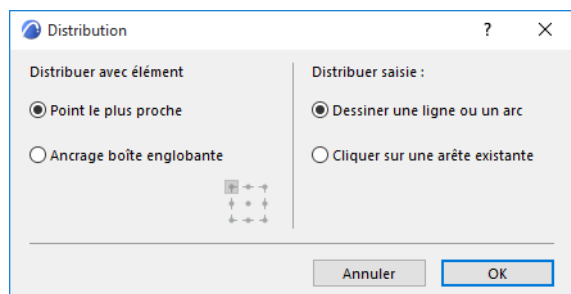 Distribution
Distribuer avec élément
Point le plus proche
Ancrage boîte englobante
Distribuer saisie :
Dessiner une ligne ou un arc
Cliquer sur une arête existante
Annuler
OK